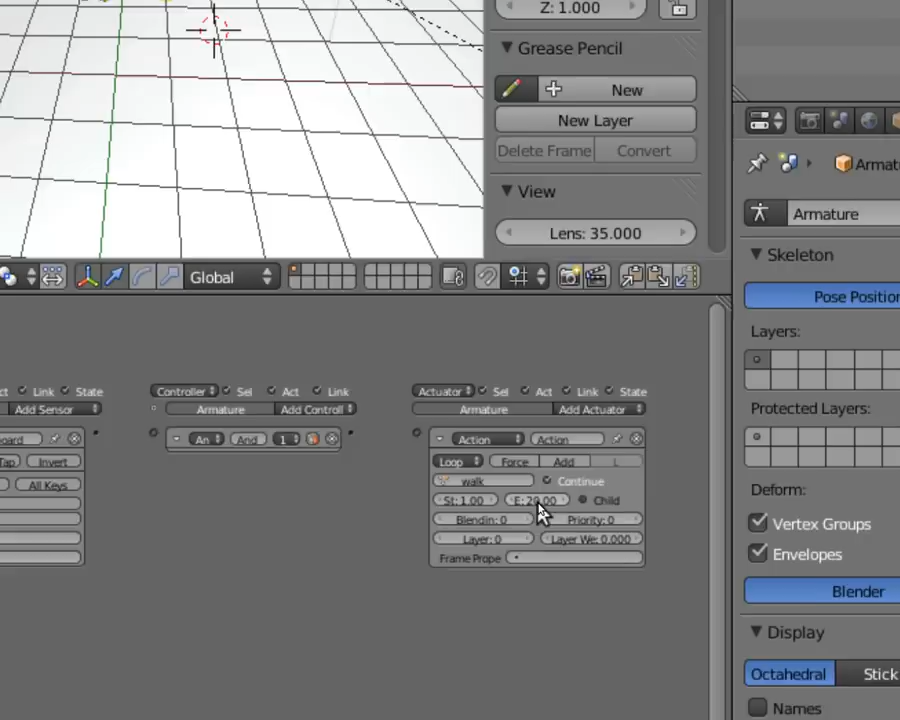 Z: 1.000
Grease Pencil
New
New Layer
Delete Frame Convert
View
Lens: 35.000
Global
Armature
Skeleton
Pose Position
Layers:
Protected Layers:
Deform:
Vertex Groups
Envelopes
Blender
Display
Octahedral Stick
Names
Link State
Add Sensor
Tap Invert
All Keys
Controller Sel Act Link
Armature Add Controll
An And 1
Actuator Sel Act Link State
Armature Add Actuator
Action Action
Loop Force Add L
walk Continue
St: 1.00 Child
Blendin: 0 Priority: 0
Layer: 0 Layer We: 0.000
Frame Prope